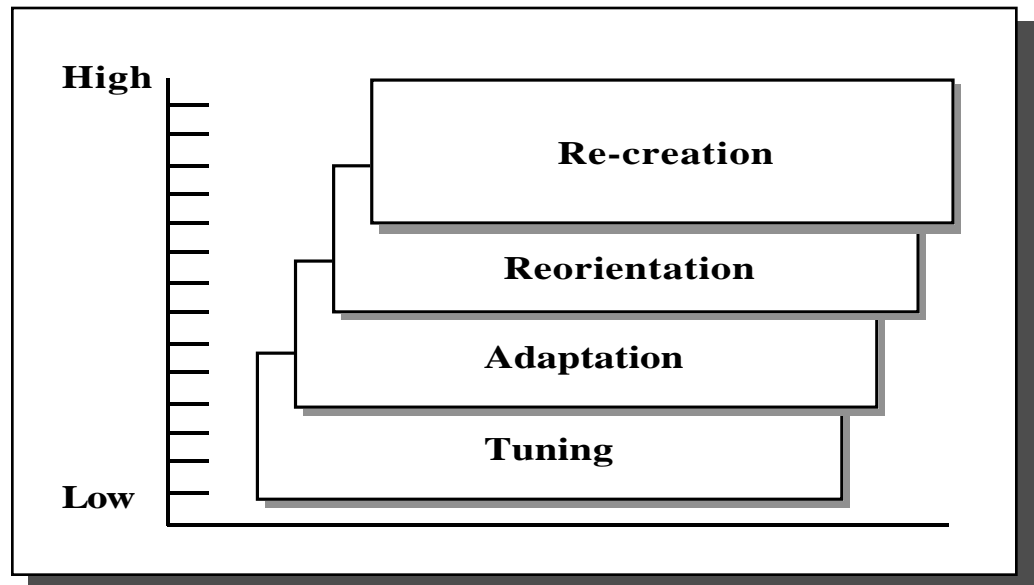 High
Re-creation
Reorientation
Adaptation
Tuning
Low